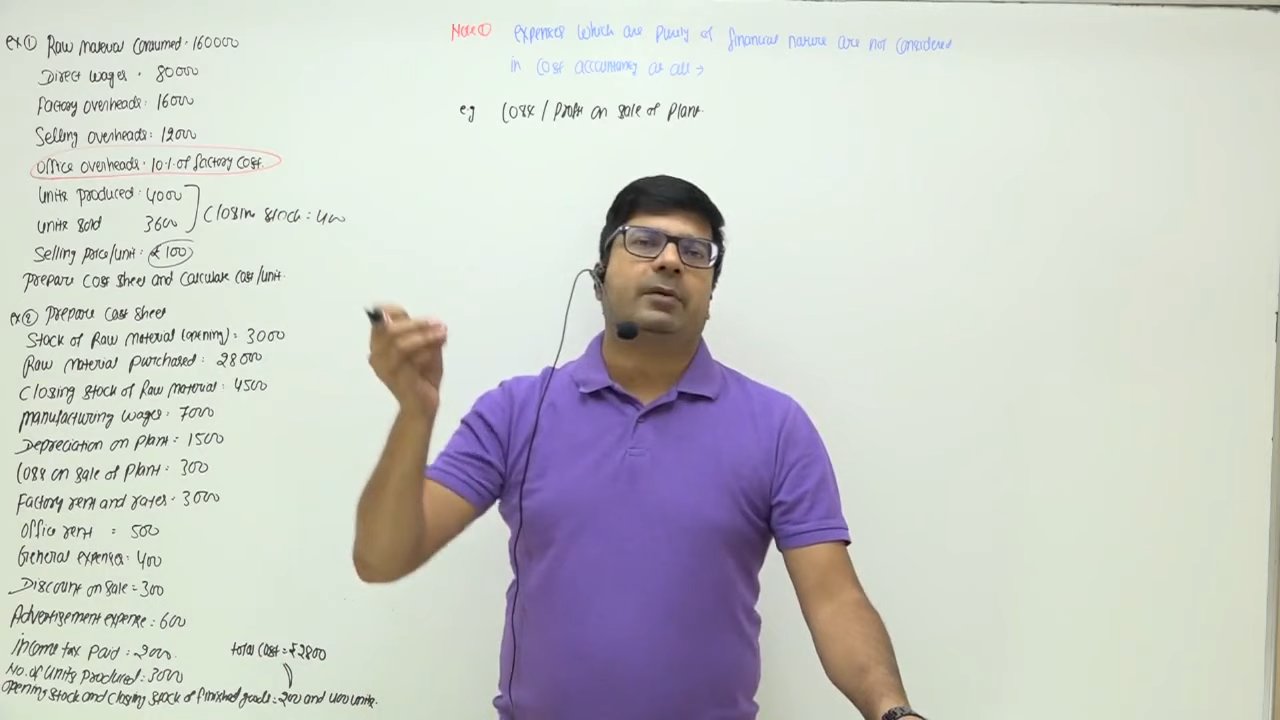 ex① Raw material consumed = 160000
Direct wages = 80000
Factory overheads = 16000
Selling overheads = 12000
Office overheads = 10% of factory cost.
Units produced = 4000
Units sold 3600
Closing stock = 400
Selling price/unit = ₹100
Prepare cost sheet and calculate cost/unit.
ex② Prepare cost sheet
Stock of Raw material (opening) = 3000
Raw material purchased = 28000
Closing stock of Raw material = 4500
Manufacturing wages = 7000
Depreciation on plant = 1500
Loss on sale of plant = 300
Factory rent and rates = 3000
Office rent = 500
General expenses = 400
Discount on sale = 300
Advertisement expense = 600
Income tax paid = 2000.
total cost = ₹2800
No. of units produced = 3000
Opening stock and closing stock of finished goods = 200 and 400 units.
Note① Expenses which are purely of financial nature are not considered
in cost accountancy at all →
e.g Loss / Profit on sale of plant.